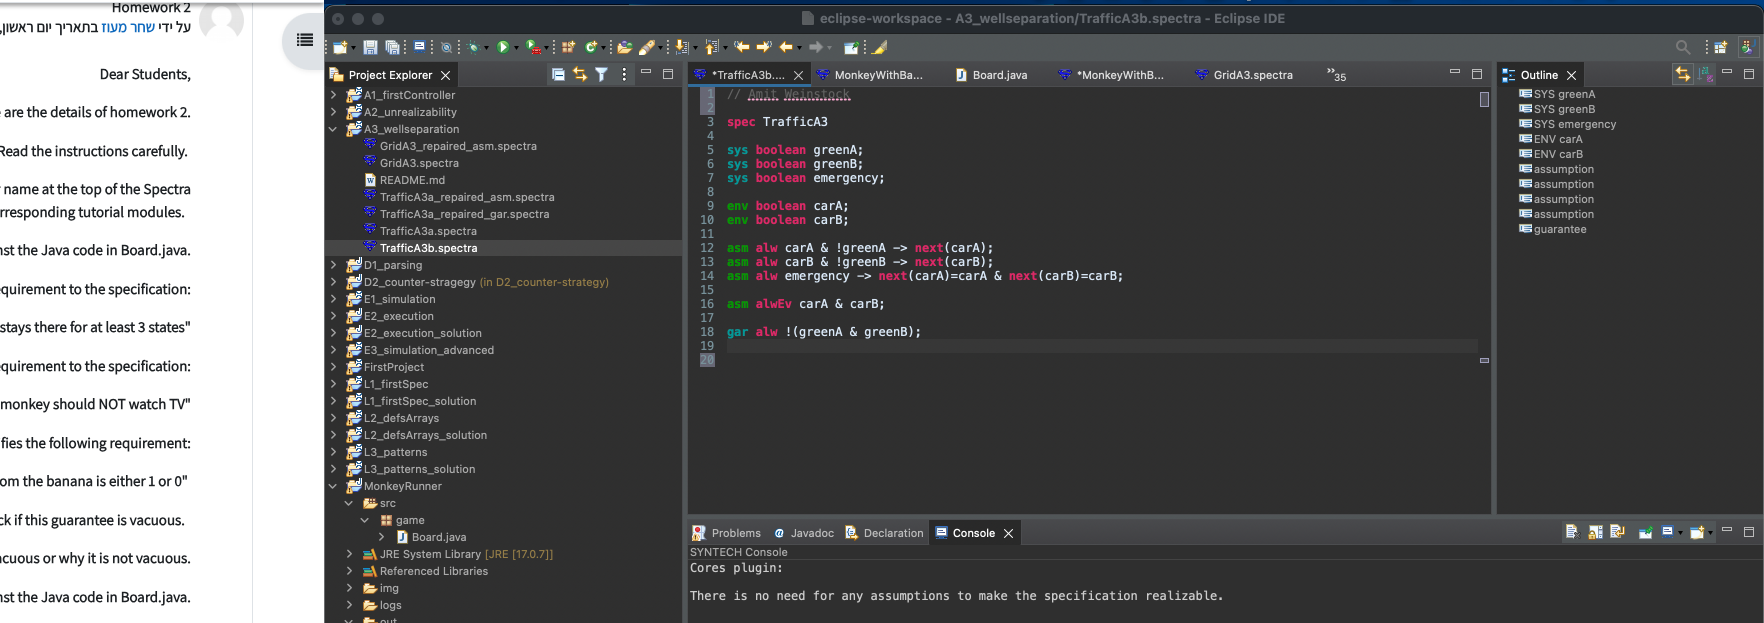 Homework 2
על ידי שחר מעוז בתאריך יום ראשון,
Dear Students,
are the details of homework 2.
Read the instructions carefully.
name at the top of the Spectra
rresponding tutorial modules.
nst the Java code in Board.java.
equirement to the specification:
stays there for at least 3 states"
equirement to the specification:
monkey should NOT watch TV"
fies the following requirement:
om the banana is either 1 or 0"
ck if this guarantee is vacuous.
acuous or why it is not vacuous.
nst the Java code in Board.java.
eclipse-workspace - A3_wellseparation/TrafficA3b.spectra - Eclipse IDE
Project Explorer
A1_firstController
A2_unrealizability
A3_wellseparation
GridA3_repaired_asm.spectra
GridA3.spectra
README.md
TrafficA3a_repaired_asm.spectra
TrafficA3a_repaired_gar.spectra
TrafficA3a.spectra
TrafficA3b.spectra
D1_parsing
D2_counter-stragegy (in D2_counter-strategy)
E1_simulation
E2_execution
E2_execution_solution
E3_simulation_advanced
FirstProject
L1_firstSpec
L1_firstSpec_solution
L2_defsArrays
L2_defsArrays_solution
L3_patterns
L3_patterns_solution
MonkeyRunner
src
game
Board.java
JRE System Library [JRE [17.0.7]]
Referenced Libraries
img
logs
out
*TrafficA3b.... MonkeyWithBa... Board.java *MonkeyWithB... GridA3.spectra »35
1 // Amit Weinstock
2
3 spec TrafficA3
4
5 sys boolean greenA;
6 sys boolean greenB;
7 sys boolean emergency;
8
9 env boolean carA;
10 env boolean carB;
11
12 asm alw carA & !greenA -> next(carA);
13 asm alw carB & !greenB -> next(carB);
14 asm alw emergency -> next(carA)=carA & next(carB)=carB;
15
16 asm alwEv carA & carB;
17
18 gar alw !(greenA & greenB);
19
20
Outline
SYS greenA
SYS greenB
SYS emergency
ENV carA
ENV carB
assumption
assumption
assumption
assumption
guarantee
Problems Javadoc Declaration Console
SYNTECH Console
Cores plugin:
There is no need for any assumptions to make the specification realizable.